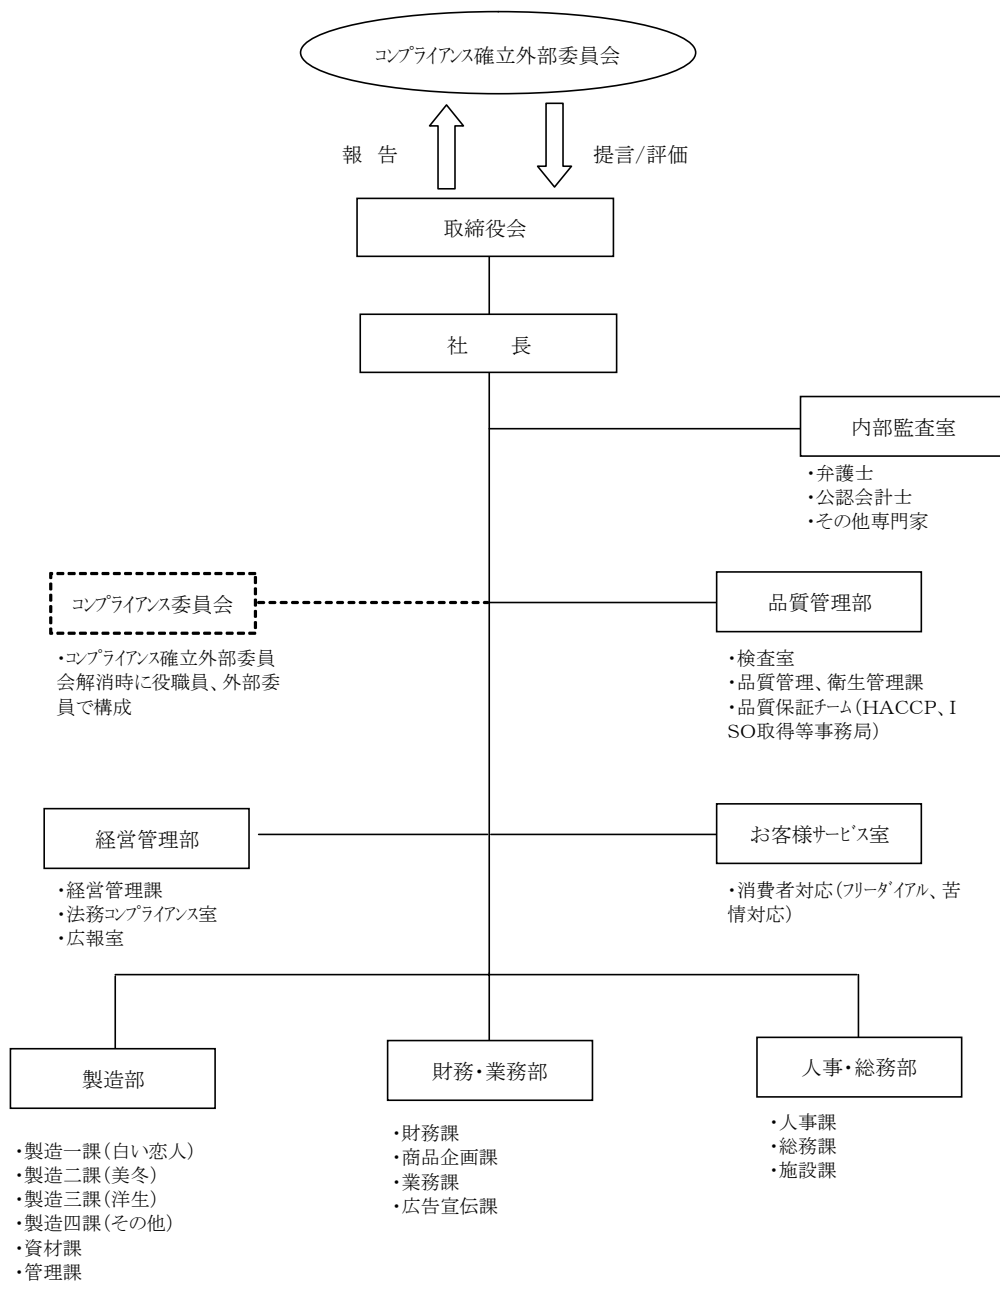 コンプライアンス確立外部委員会
報 告
提言/評価
取締役会
社 長
内部監査室
・弁護士
・公認会計士
・その他専門家
コンプライアンス委員会
・コンプライアンス確立外部委員
会解消時に役職員、外部委
員で構成
品質管理部
・検査室
・品質管理、衛生管理課
・品質保証チーム(HACCP、I
SO取得等事務局)
経営管理部
・経営管理課
・法務コンプライアンス室
・広報室
お客様サービス室
・消費者対応(フリーダイアル、苦
情対応)
製造部
・製造一課(白い恋人)
・製造二課(美冬)
・製造三課(洋生)
・製造四課(その他)
・資材課
・管理課
財務・業務部
・財務課
・商品企画課
・業務課
・広告宣伝課
人事・総務部
・人事課
・総務課
・施設課